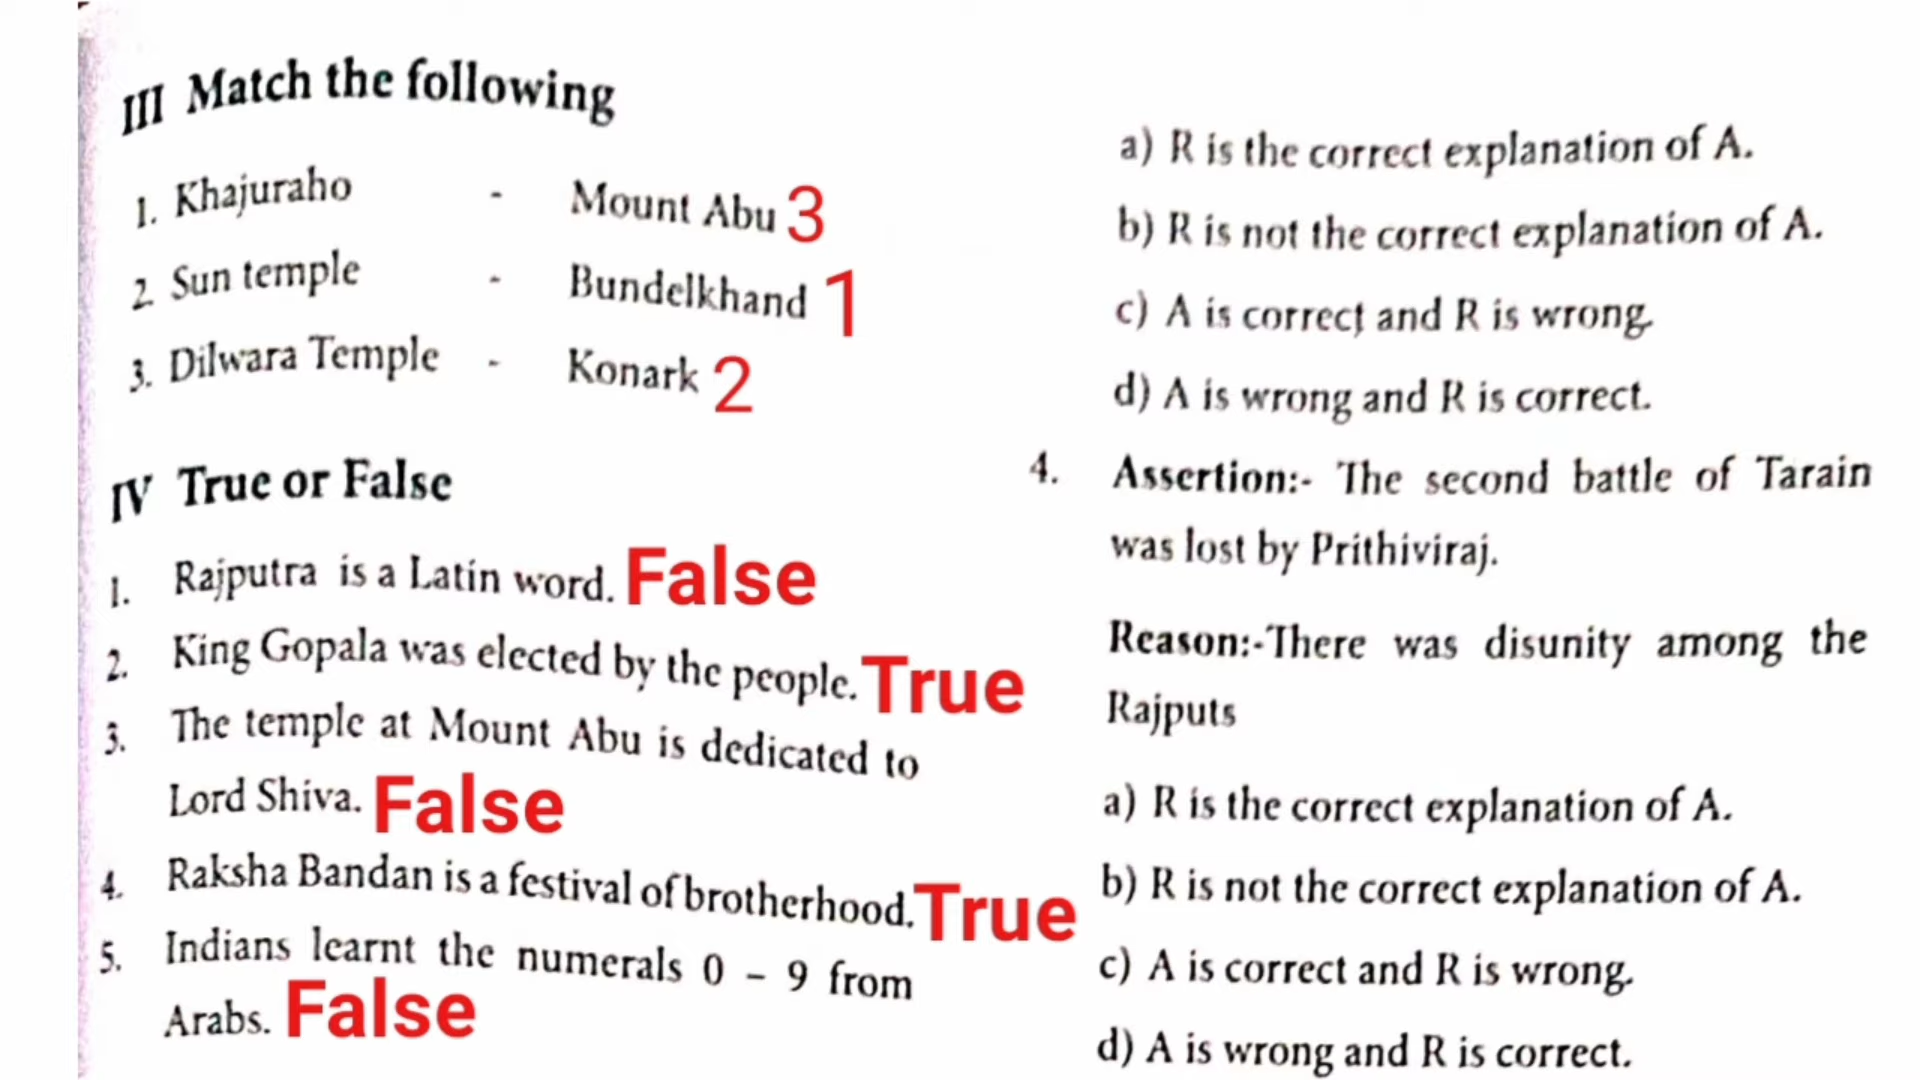 III Match the following
1. Khajuraho - Mount Abu 3
2. Sun temple - Bundelkhand 1
3. Dilwara Temple - Konark 2
IV True or False
1. Rajputra is a Latin word. False
2. King Gopala was elected by the people. True
3. The temple at Mount Abu is dedicated to
Lord Shiva. False
4. Raksha Bandan is a festival of brotherhood. True
5. Indians learnt the numerals 0 – 9 from
Arabs. False
a) R is the correct explanation of A.
b) R is not the correct explanation of A.
c) A is correct and R is wrong.
d) A is wrong and R is correct.
4. Assertion:- The second battle of Tarain
was lost by Prithiviraj.
Reason:-There was disunity among the
Rajputs
a) R is the correct explanation of A.
b) R is not the correct explanation of A.
c) A is correct and R is wrong.
d) A is wrong and R is correct.